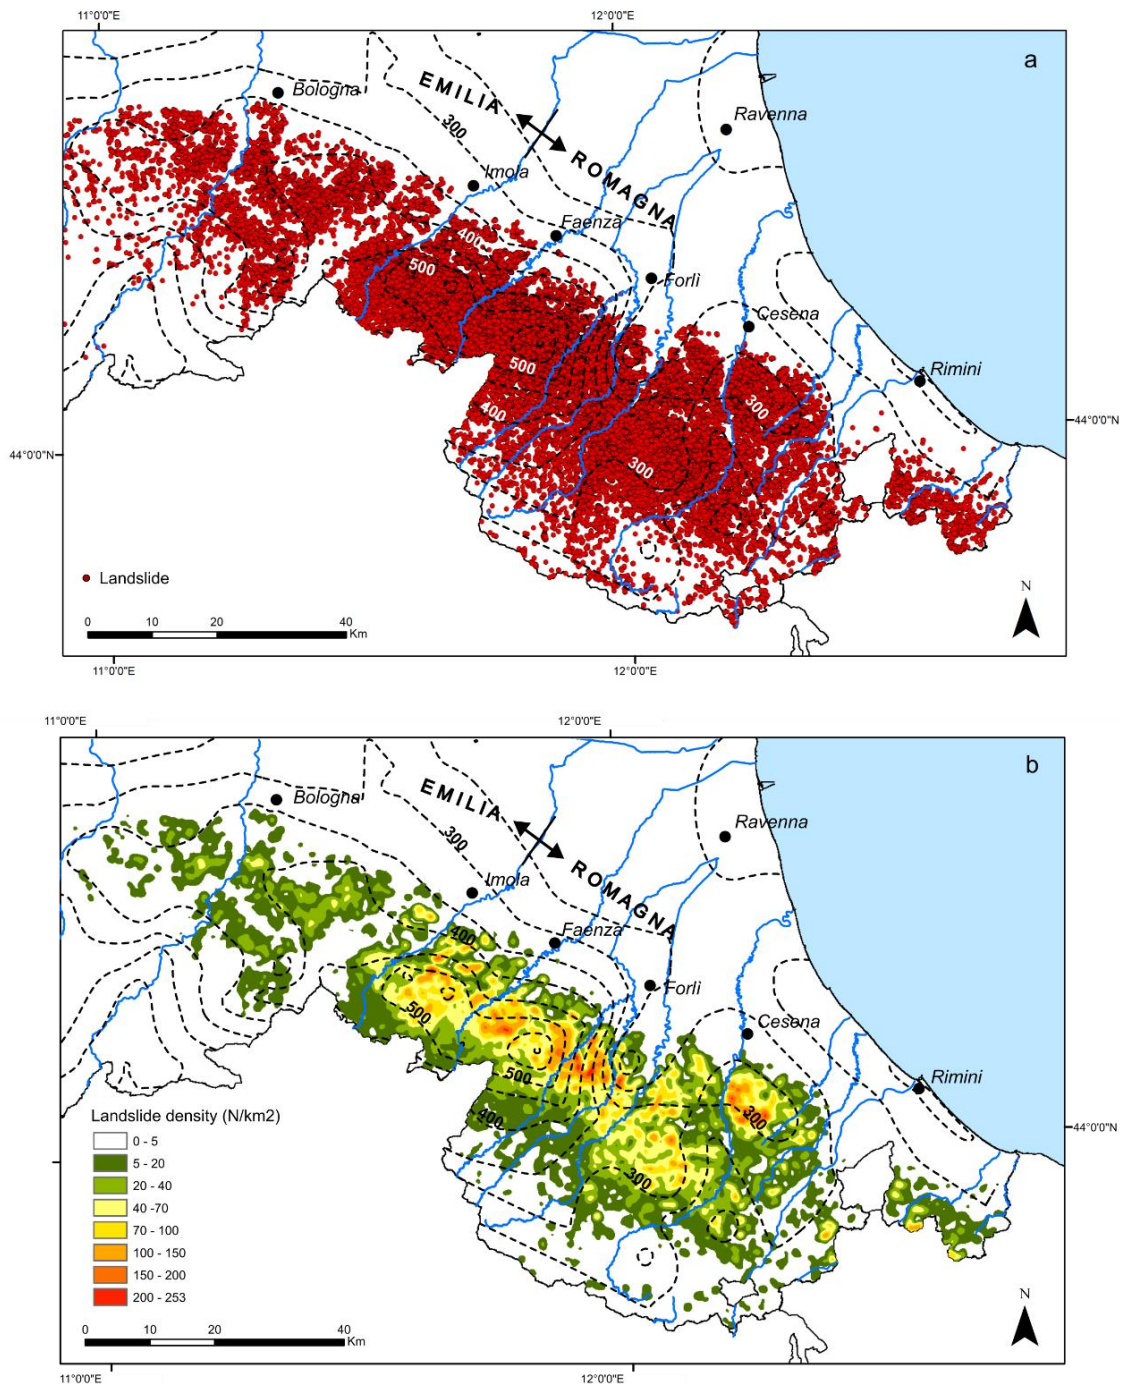 11°0'0"E 12°0'0"E
a
Bologna
EMILIA
300
Ravenna
ROMAGNA
Imola
Faenza
400
500
Forlì
Cesena
500
Rimini
400
300
44°0'0"N
44°0'0"N
300
Landslide
N
0 10 20 40
Km
11°0'0"E 12°0'0"E
11°0'0"E 12°0'0"E
b
Bologna
EMILIA
300
Ravenna
ROMAGNA
Imola
Faenza
400
500
Forlì
Cesena
500
Rimini
400
300
44°0'0"N
300
Landslide density (N/km2)
0 - 5
5 - 20
20 - 40
40 -70
70 - 100
100 - 150
150 - 200
200 - 253
N
0 10 20 40
Km
11°0'0"E 12°0'0"E